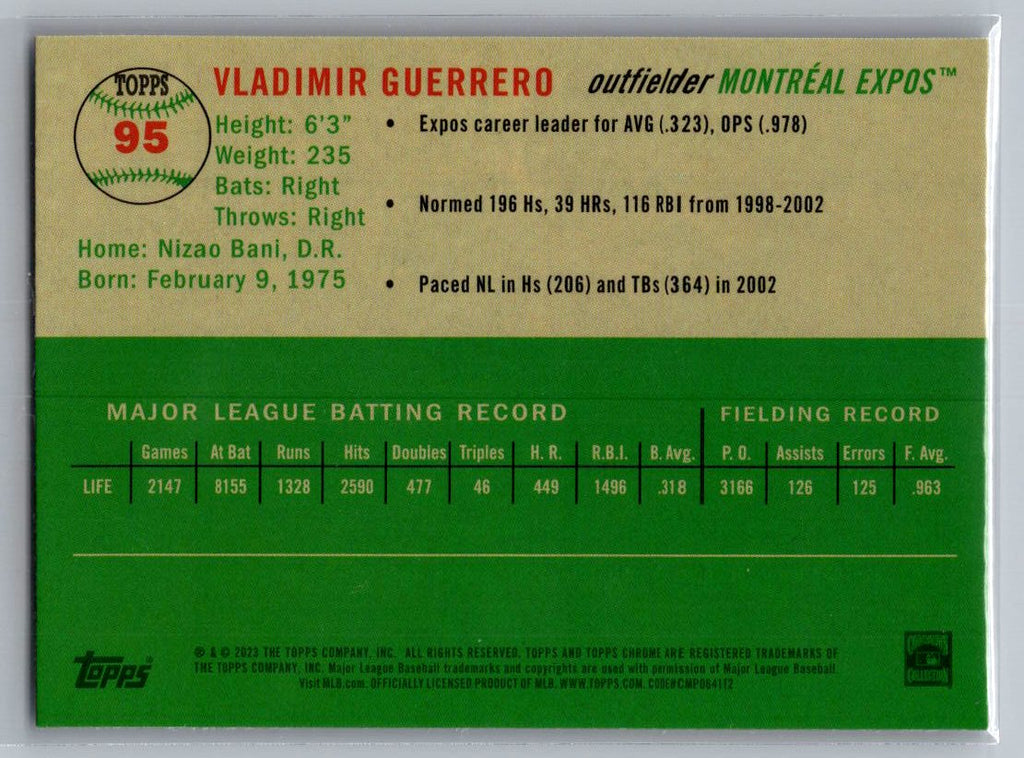 TOPPS
95
VLADIMIR GUERRERO
outfielder MONTRÉAL EXPOS™
Height: 6'3"
Weight: 235
Bats: Right
Throws: Right
Home: Nizao Bani, D.R.
Born: February 9, 1975
• Expos career leader for AVG (.323), OPS (.978)
• Normed 196 Hs, 39 HRs, 116 RBI from 1998-2002
• Paced NL in Hs (206) and TBs (364) in 2002
MAJOR LEAGUE BATTING RECORD
FIELDING RECORD
Games At Bat Runs Hits Doubles Triples H. R. R.B.I. B. Avg. P. O. Assists Errors F. Avg.
LIFE 2147 8155 1328 2590 477 46 449 1496 .318 3166 126 125 .963
Topps®
® & © 2023 THE TOPPS COMPANY, INC. ALL RIGHTS RESERVED. TOPPS AND TOPPS CHROME ARE REGISTERED TRADEMARKS OF
THE TOPPS COMPANY, INC. Major League Baseball trademarks and copyrights are used with permission of Major League Baseball.
Visit MLB.com. OFFICIALLY LICENSED PRODUCT OF MLB. WWW.TOPPS.COM. CODE#CMP064112